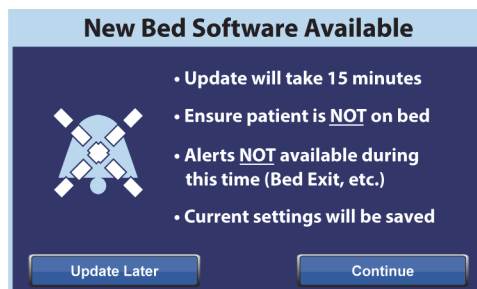 New Bed Software Available
• Update will take 15 minutes
• Ensure patient is NOT on bed
• Alerts NOT available during
this time (Bed Exit, etc.)
• Current settings will be saved
Update Later
Continue